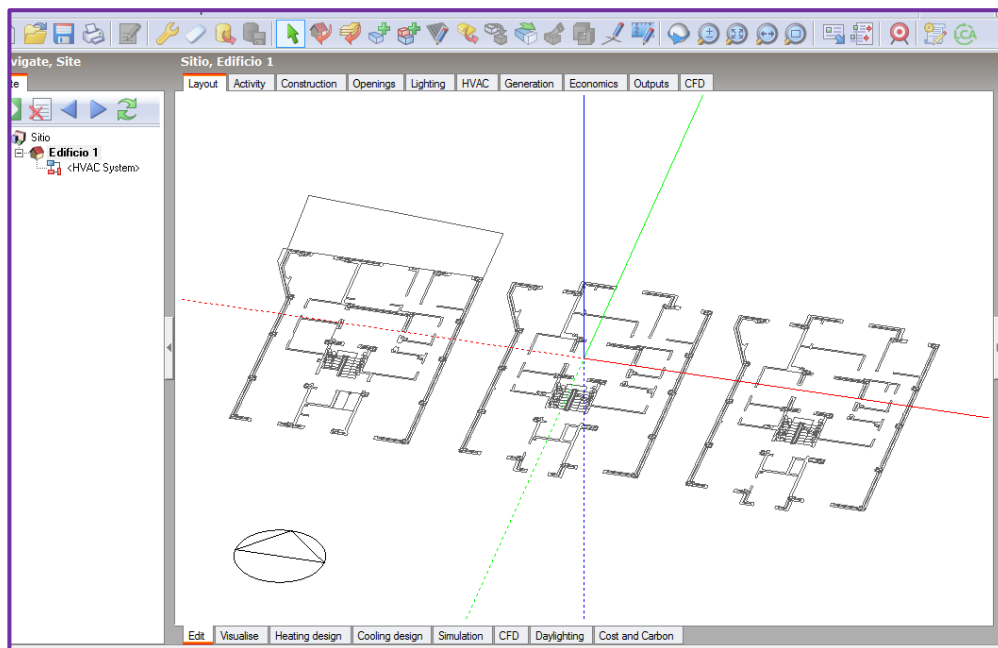 vigate, Site
Sitio, Edificio 1
Layout Activity Construction Openings Lighting HVAC Generation Economics Outputs CFD
Sitio
Edificio 1
<HVAC System>
Edit Visualise Heating design Cooling design Simulation CFD Daylighting Cost and Carbon